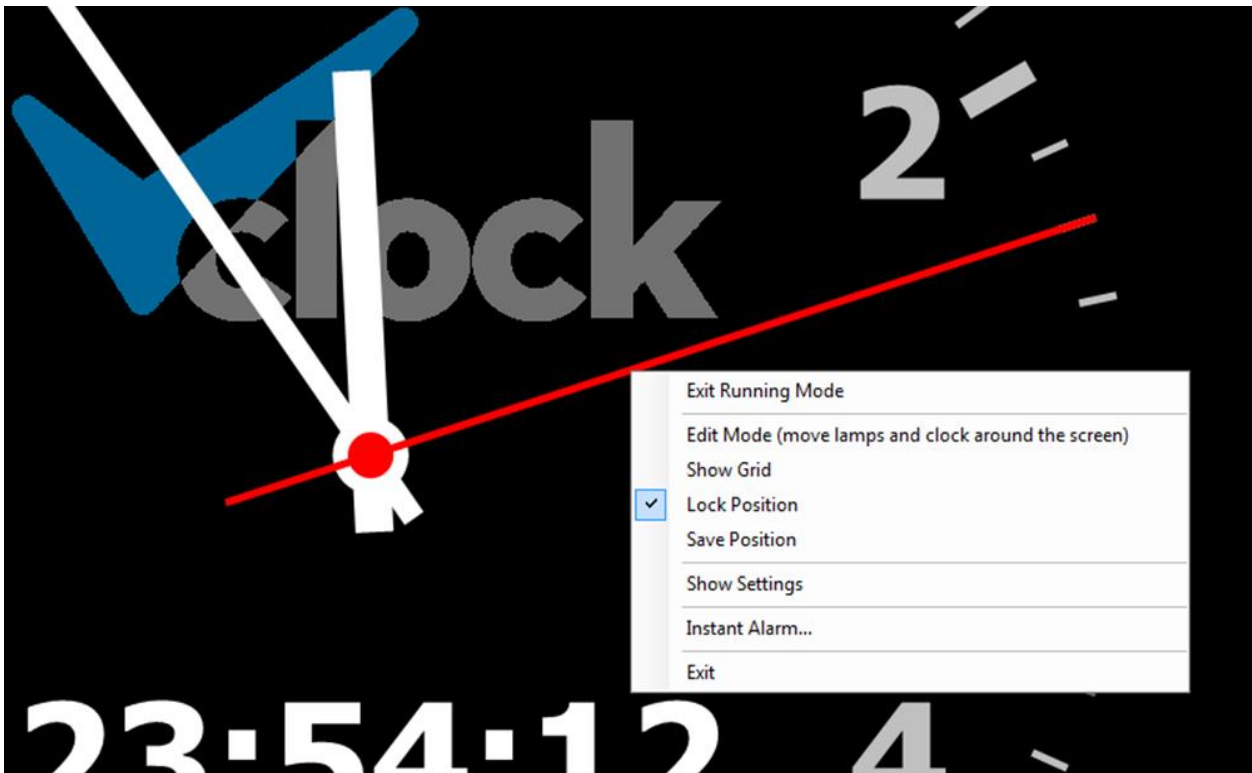 2
clock
Exit Running Mode
Edit Mode (move lamps and clock around the screen)
Show Grid
Lock Position
Save Position
Show Settings
Instant Alarm...
Exit
23:54:12
4